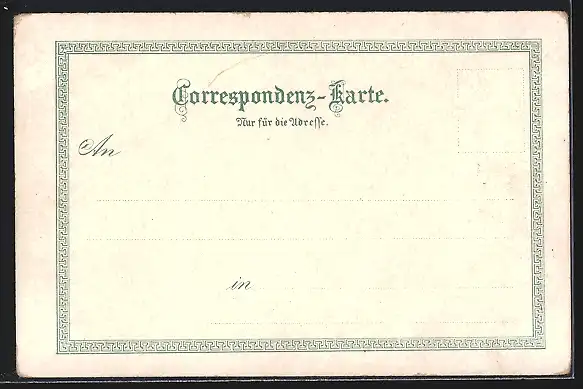 Correspondenz-Karte.
Nur für die Adresse.
An
in